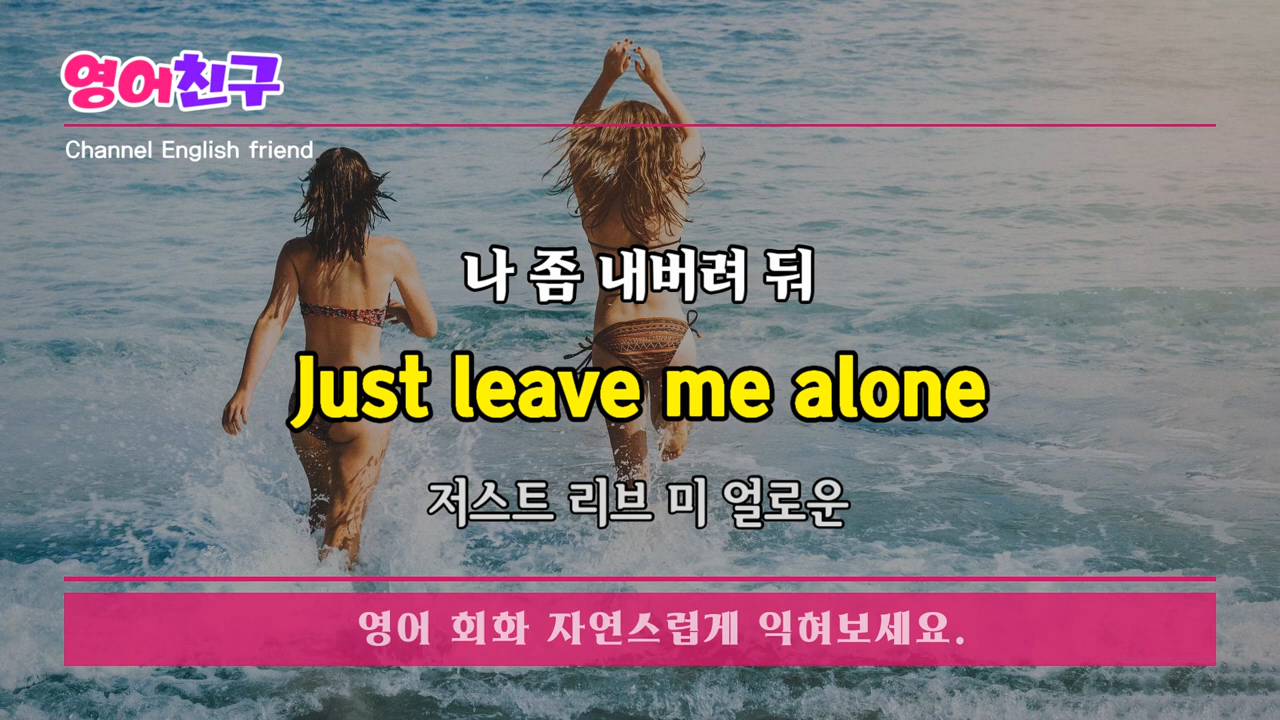 영어친구
Channel English friend
나 좀 내버려 둬
Just leave me alone
저스트 리브 미 얼로운
영어 회화 자연스럽게 익혀보세요.